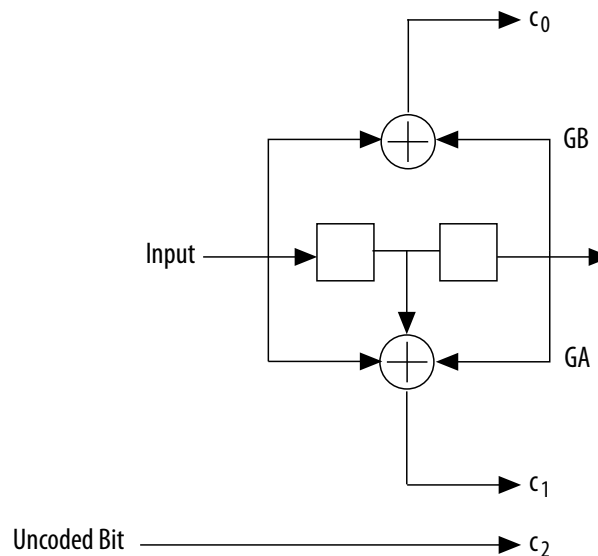 c₀
GB
Input
GA
c₁
Uncoded Bit
c₂